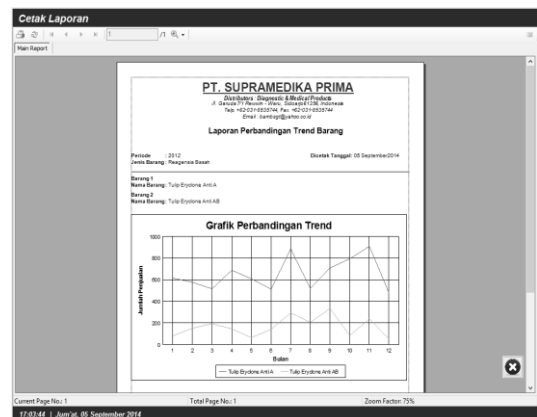 Cetak Laporan
1 /1
Main Report
PT. SUPRAMEDIKA PRIMA
Distributors : Diagnostic & Medical Products
Laporan Perbandingan Trend Barang
Periode : 2012 Dicetak Tanggal: 05 September2014
Jenis Barang : Reagensia Basah
Barang 1
Nama Barang: Tulip Eryclone Anti A
Barang 2
Nama Barang: Tulip Eryclone Anti AB
Grafik Perbandingan Trend
Jumlah Penjualan
1000
800
600
400
200
0
1 2 3 4 5 6 7 8 9 10 11 12
Bulan
Tulip Eryclone Anti A Tulip Eryclone Anti AB
Current Page No.: 1 Total Page No.: 1 Zoom Factor: 75%
17:03:44 | Jum'at, 05 September 2014